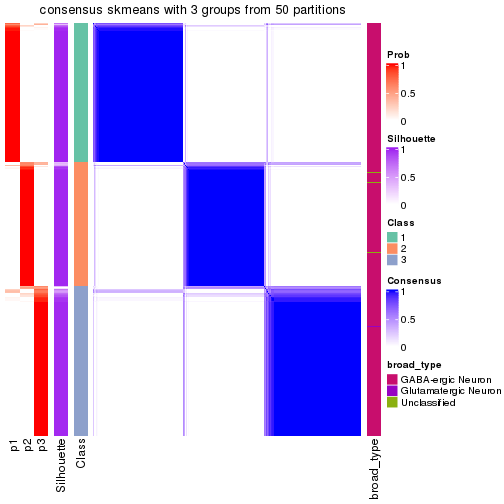 consensus skmeans with 3 groups from 50 partitions
Prob
1
0.5
0
Silhouette
1
0.5
0
Class
1
2
3
Consensus
1
0.5
0
broad_type
GABA-ergic Neuron
Glutamatergic Neuron
Unclassified
p1
p2
p3
Silhouette
Class
broad_type